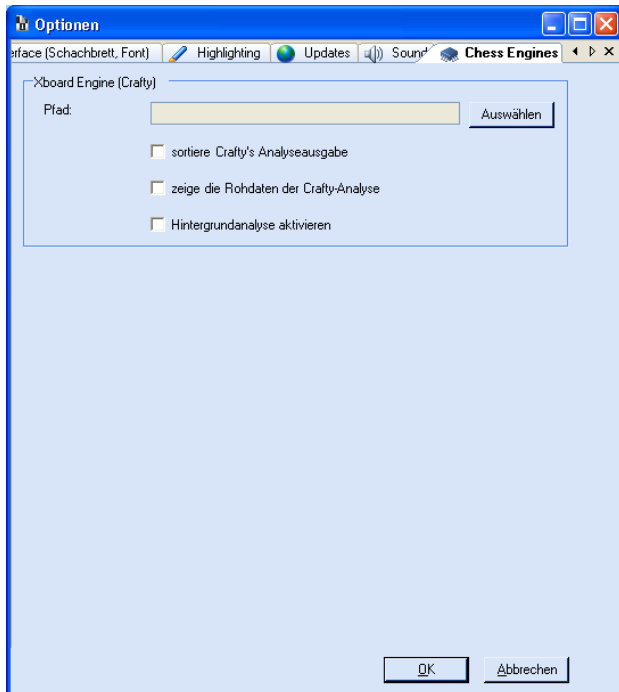 Optionen
erface (Schachbrett, Font) Highlighting Updates Sound Chess Engines
Xboard Engine (Crafty)
Pfad: Auswählen
sortiere Crafty's Analyseausgabe
zeige die Rohdaten der Crafty-Analyse
Hintergrundanalyse aktivieren
OK Abbrechen